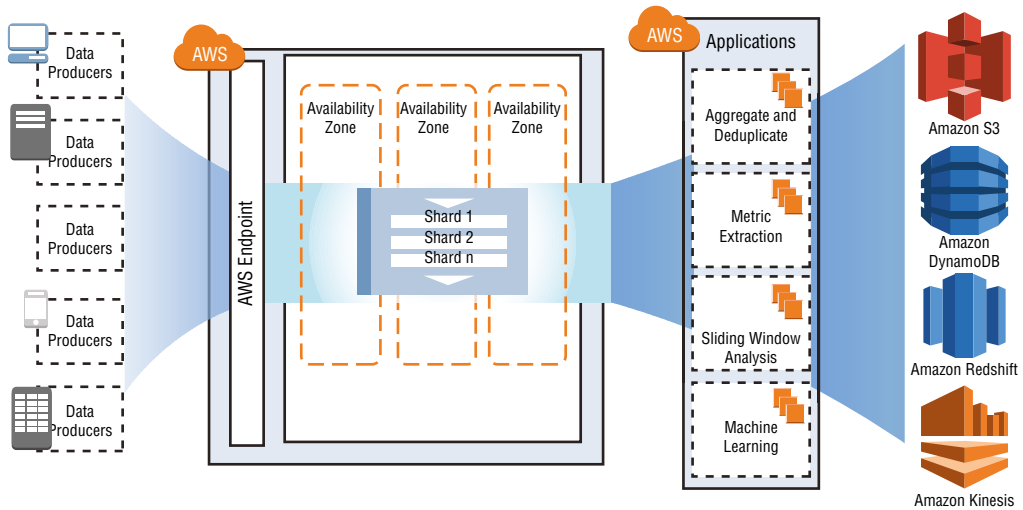 Data
Producers
Data
Producers
Data
Producers
Data
Producers
Data
Producers
AWS
AWS Endpoint
Availability
Zone
Availability
Zone
Availability
Zone
Shard 1
Shard 2
Shard n
AWS
Applications
Aggregate and
Deduplicate
Metric
Extraction
Sliding Window
Analysis
Machine
Learning
Amazon S3
Amazon
DynamoDB
Amazon Redshift
Amazon Kinesis